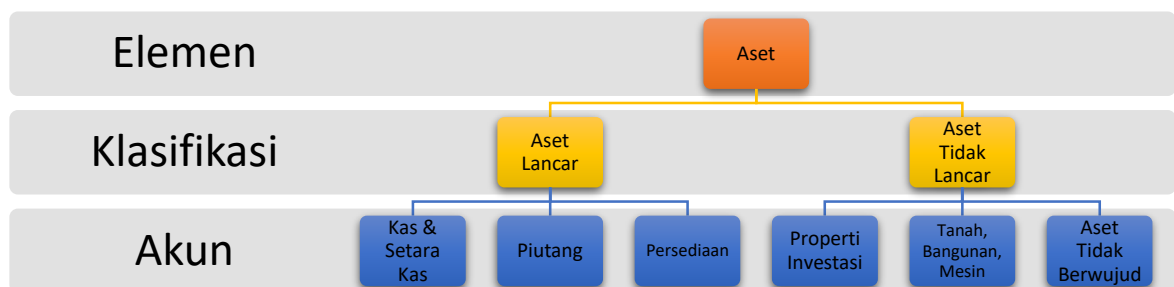 Elemen
Aset
Klasifikasi
Aset
Lancar
Aset
Tidak
Lancar
Akun
Kas &
Setara
Kas
Piutang
Persediaan
Properti
Investasi
Tanah,
Bangunan,
Mesin
Aset
Tidak
Berwujud